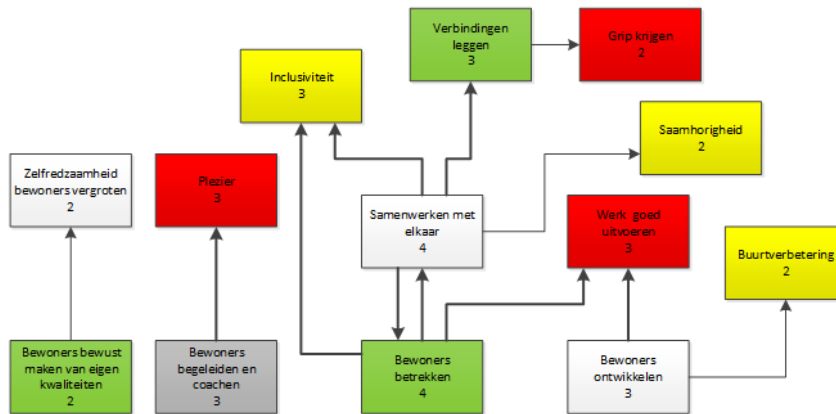 Verbindingen
leggen
3
Grip krijgen
2
Inclusiviteit
3
Saamhorigheid
2
Zelfredzaamheid
bewoners vergroten
2
Plezier
3
Samenwerken met
elkaar
4
Werk goed
uitvoeren
3
Buurtverbetering
2
Bewoners bewust
maken van eigen
kwaliteiten
2
Bewoners
begeleiden en
coachen
3
Bewoners
betrekken
4
Bewoners
ontwikkelen
3